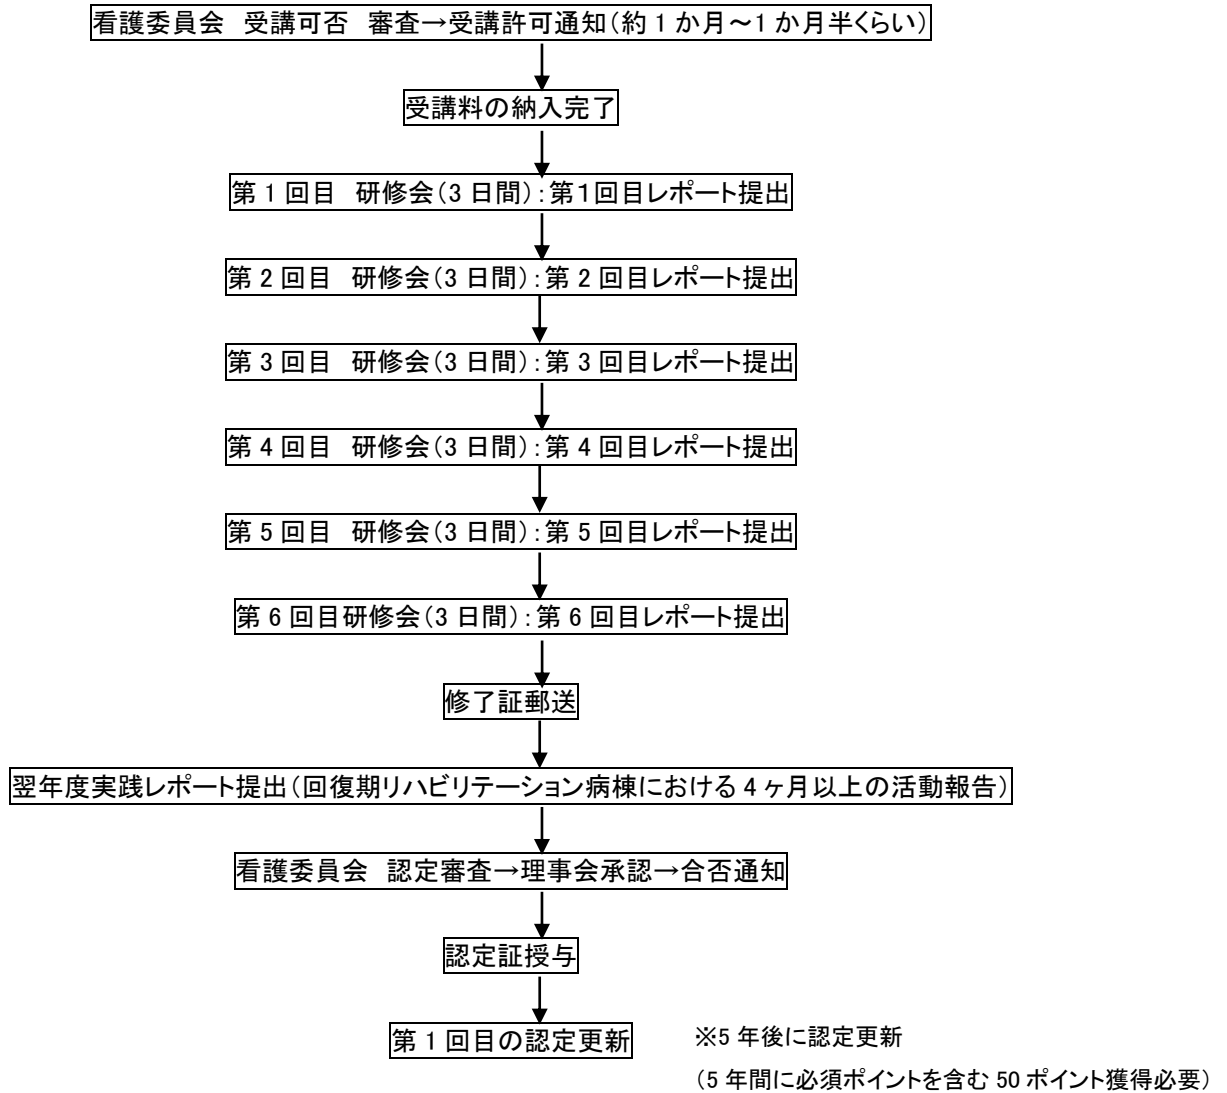 看護委員会　受講可否　審査→受講許可通知（約 1 か月～1 か月半くらい）
受講料の納入完了
第 1 回目　研修会（3 日間）：第１回目レポート提出
第 2 回目　研修会（3 日間）：第 2 回目レポート提出
第 3 回目　研修会（3 日間）：第 3 回目レポート提出
第 4 回目　研修会（3 日間）：第 4 回目レポート提出
第 5 回目　研修会（3 日間）：第 5 回目レポート提出
第 6 回目研修会（3 日間）：第 6 回目レポート提出
修了証郵送
翌年度実践レポート提出（回復期リハビリテーション病棟における 4 ヶ月以上の活動報告）
看護委員会　認定審査→理事会承認→合否通知
認定証授与
第 1 回目の認定更新
※5 年後に認定更新
（5 年間に必須ポイントを含む 50 ポイント獲得必要）